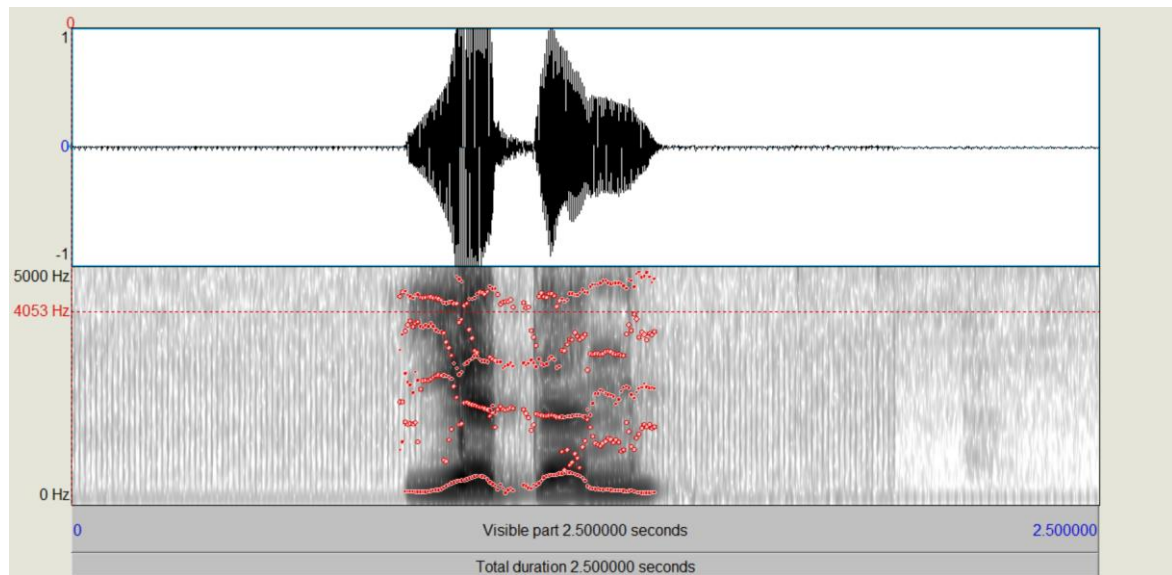 0
1
0
-1
5000 Hz
4053 Hz
0 Hz
0 Visible part 2.500000 seconds 2.500000
Total duration 2.500000 seconds